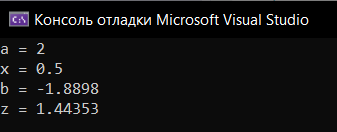 C:\ Консоль отладки Microsoft Visual Studio
a = 2
x = 0.5
b = -1.8898
z = 1.44353